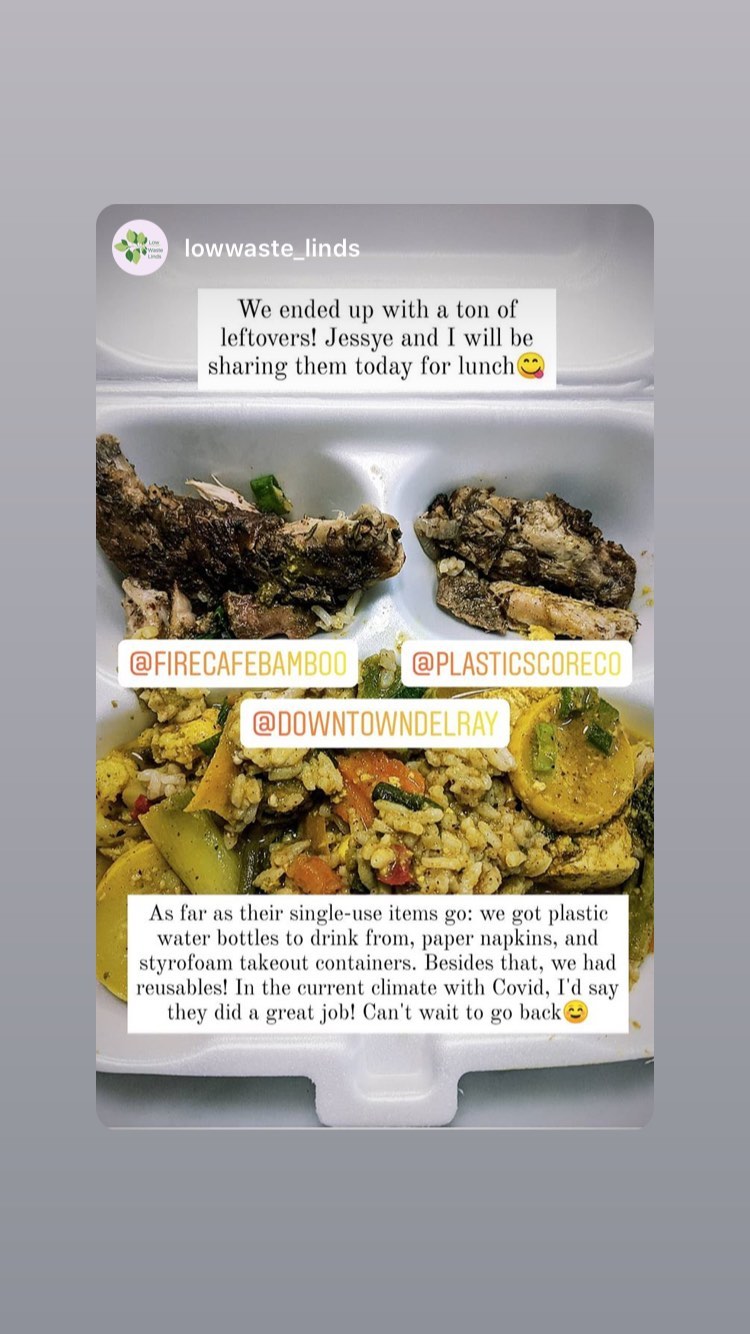 Low
Waste
Linds
lowwaste_linds
We ended up with a ton of
leftovers! Jessye and I will be
sharing them today for lunch😋
@FIRECAFEBAMBOO
@PLASTICSCORECO
@DOWNTOWNDELRAY
As far as their single-use items go: we got plastic
water bottles to drink from, paper napkins, and
styrofoam takeout containers. Besides that, we had
reusables! In the current climate with Covid, I'd say
they did a great job! Can't wait to go back😊